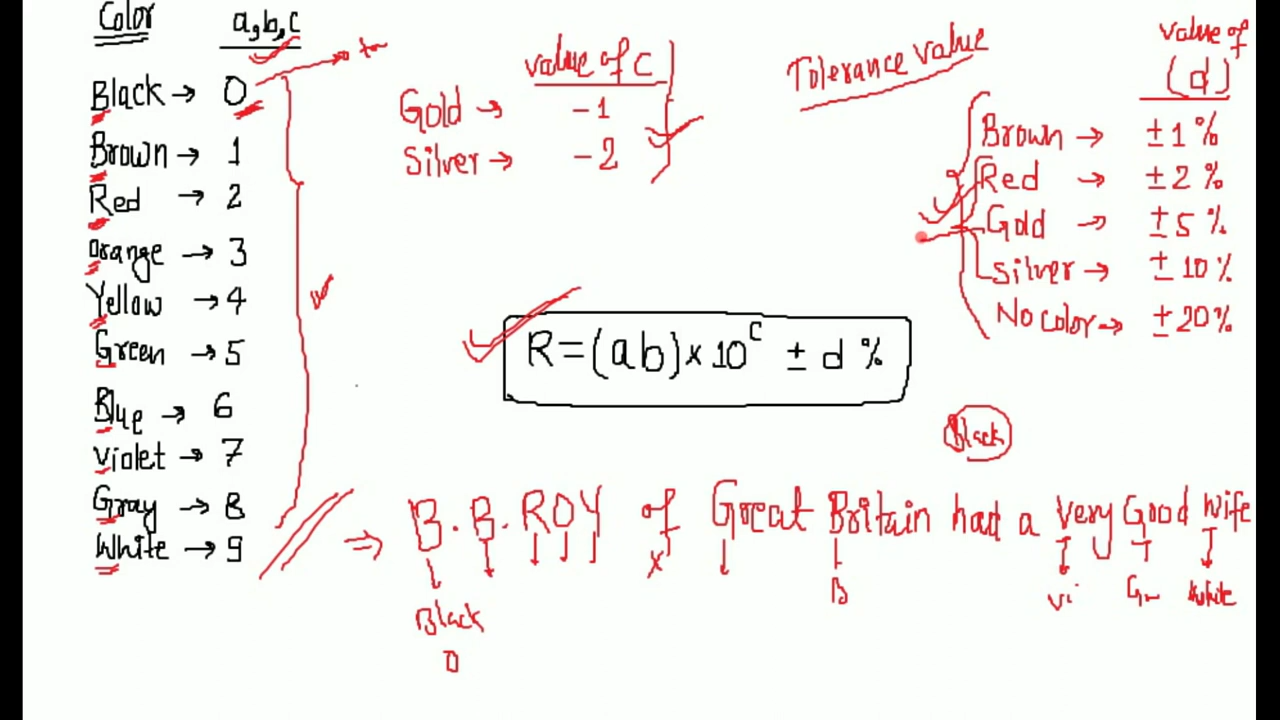 Color a,b,c
Black → 0
Brown → 1
Red → 2
Orange → 3
Yellow → 4
Green → 5
Blue → 6
Violet → 7
Gray → 8
White → 9
value of c
Gold → -1
Silver → -2
Tolerance value
value of (d)
Brown → ±1%
Red → ±2%
Gold → ±5%
Silver → ±10%
No color → ±20%
R=(ab)×10^c ± d %
Black
⇒ B. B. ROY of Great Britain had a Very Good Wife
Black
0
B
Vi
White